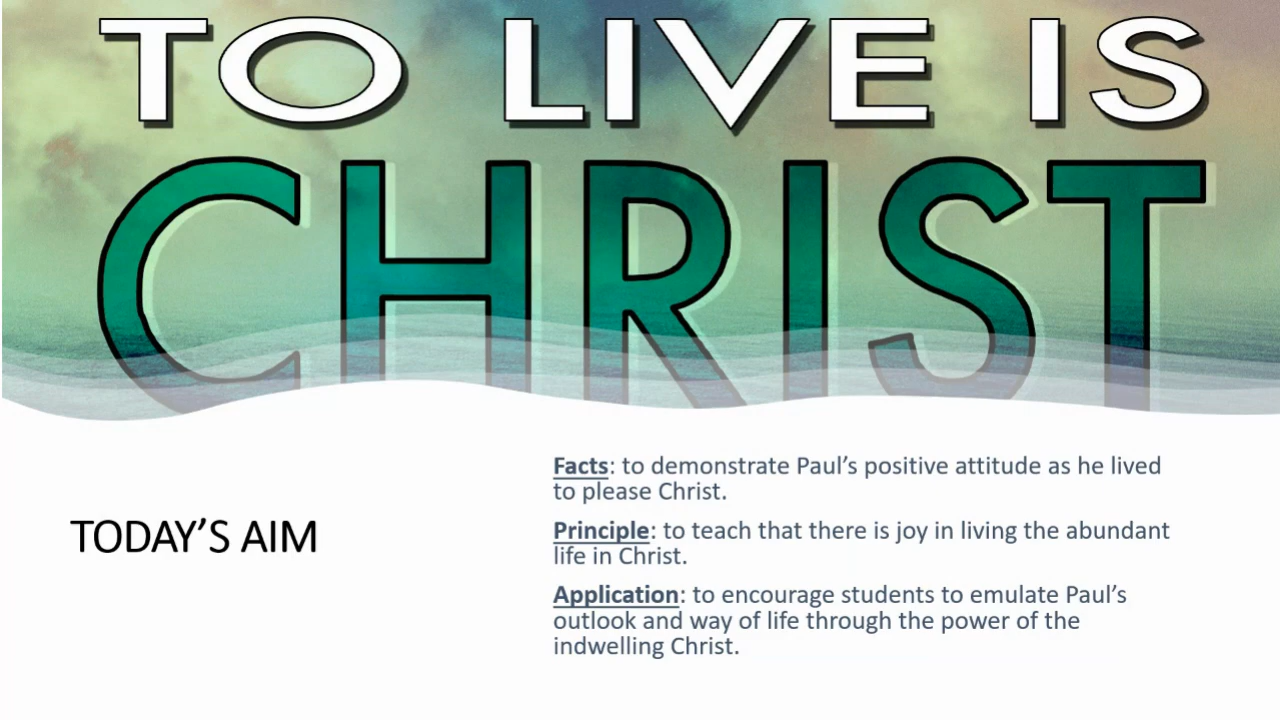 TO LIVE IS
CHRIST
TODAY'S AIM
Facts: to demonstrate Paul's positive attitude as he lived
to please Christ.
Principle: to teach that there is joy in living the abundant
life in Christ.
Application: to encourage students to emulate Paul's
outlook and way of life through the power of the
indwelling Christ.